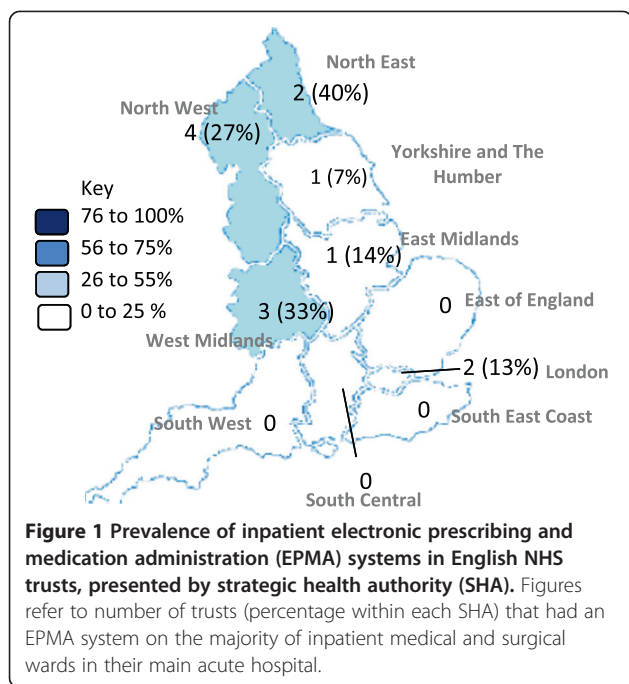 North East
2 (40%)
North West
4 (27%)
Yorkshire and The
Humber
1 (7%)
Key
76 to 100%
56 to 75%
26 to 55%
0 to 25 %
East Midlands
1 (14%)
East of England
0
3 (33%)
West Midlands
2 (13%) London
South West 0
0 South East Coast
0
South Central
Figure 1 Prevalence of inpatient electronic prescribing and
medication administration (EPMA) systems in English NHS
trusts, presented by strategic health authority (SHA). Figures
refer to number of trusts (percentage within each SHA) that had an
EPMA system on the majority of inpatient medical and surgical
wards in their main acute hospital.